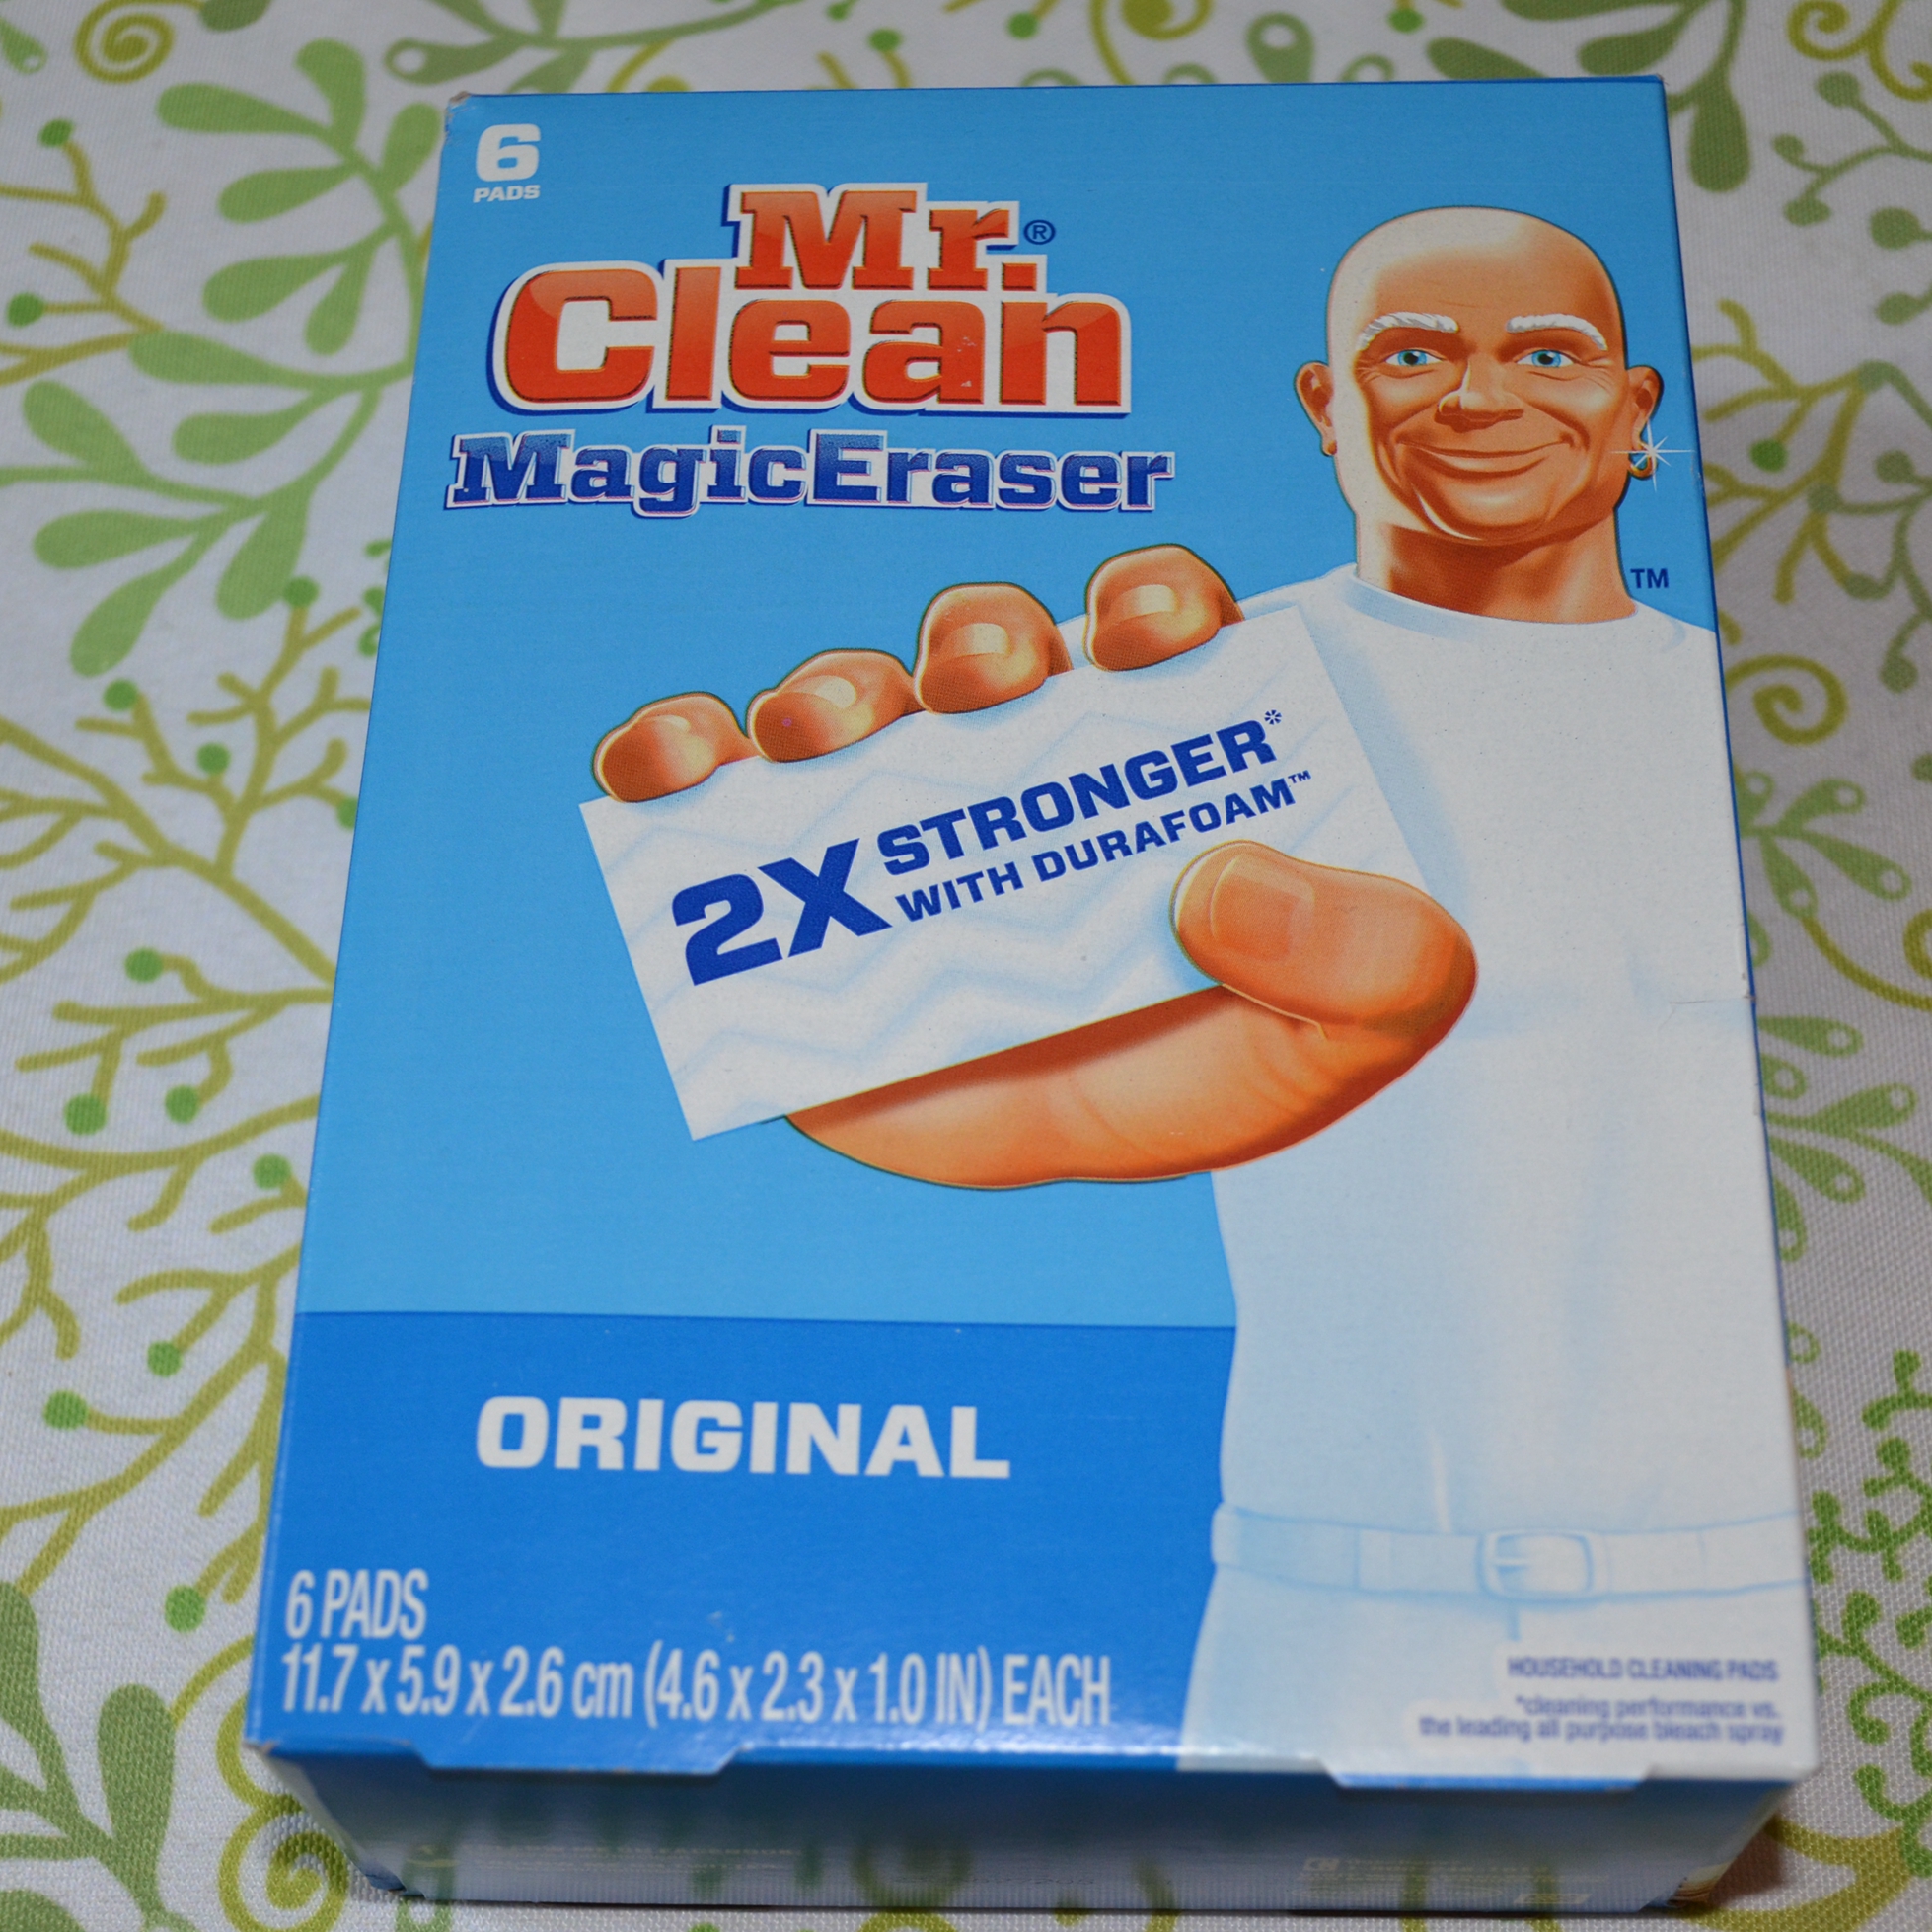 6
PADS
Mr.®
Clean
MagicEraser
TM
2X STRONGER*
WITH DURAFOAM™
ORIGINAL
6 PADS
11.7 x 5.9 x 2.6 cm (4.6 x 2.3 x 1.0 IN) EACH
HOUSEHOLD CLEANING PADS
*cleaning performance vs.
the leading all purpose bleach spray